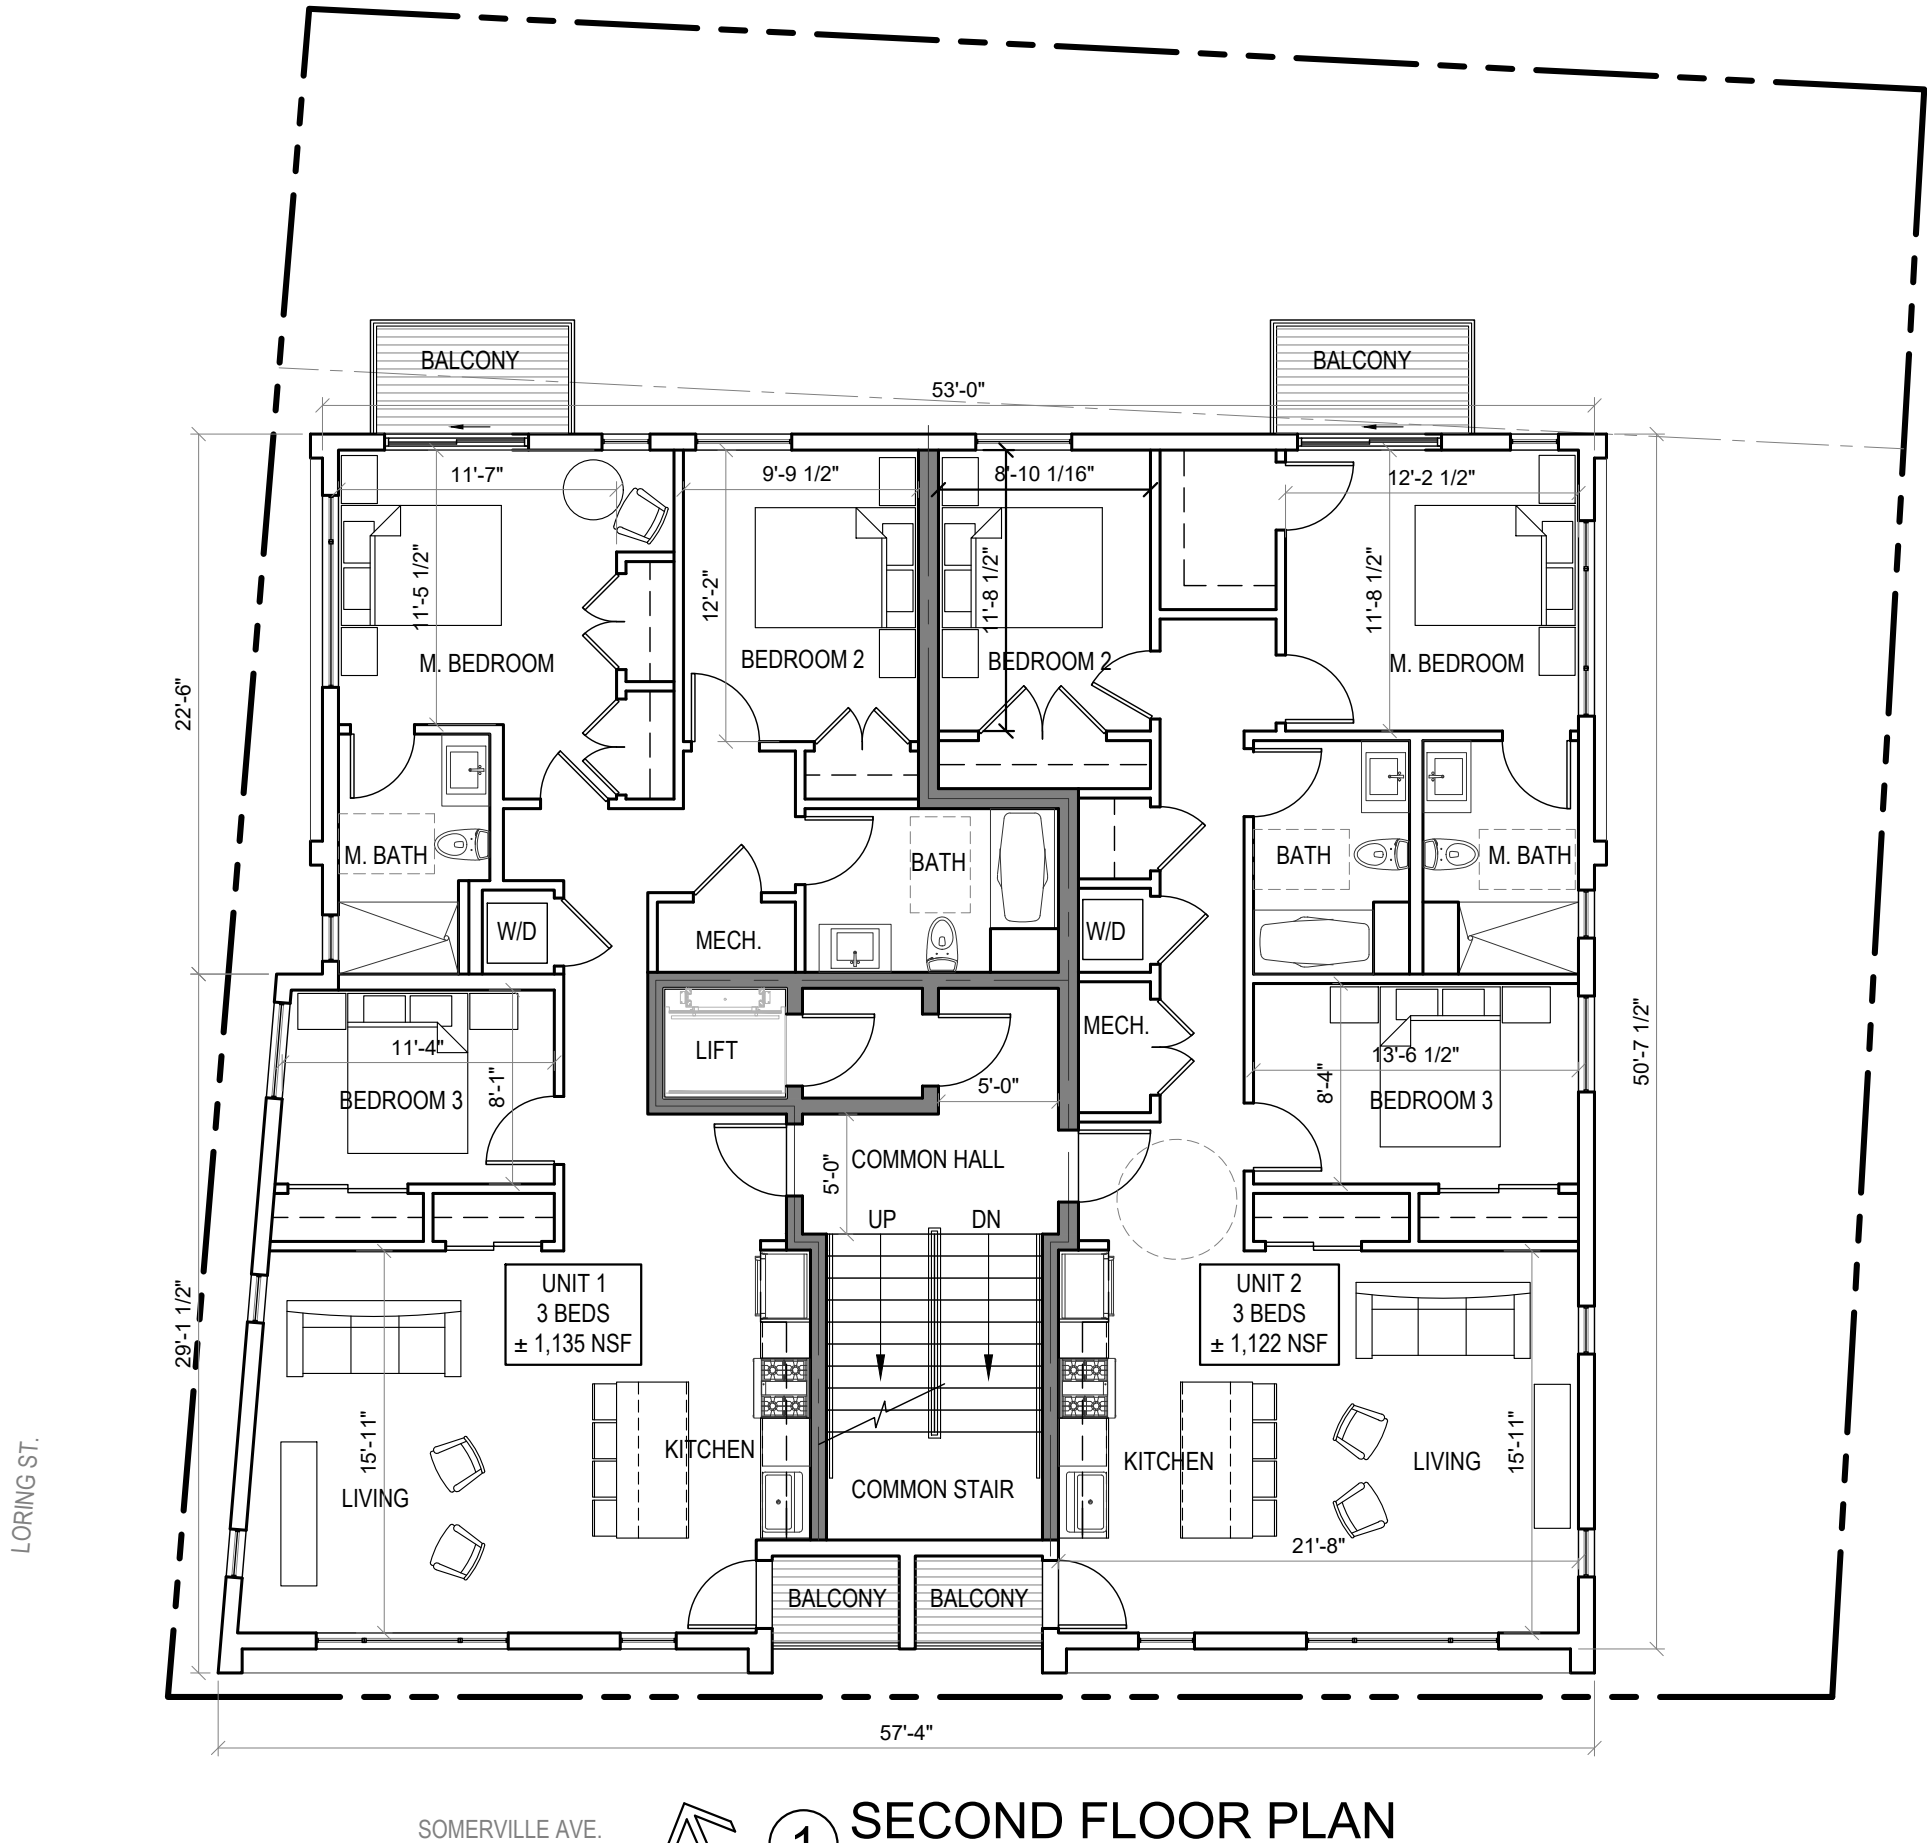 BALCONY
BALCONY
53'-0"
11'-7"
9'-9 1/2"
8'-10 1/16"
12'-2 1/2"
11'-5 1/2"
12'-2"
11'-8 1/2"
11'-8 1/2"
M. BEDROOM
BEDROOM 2
BEDROOM 2
M. BEDROOM
22'-6"
M. BATH
BATH
BATH
M. BATH
W/D
MECH.
W/D
LIFT
MECH.
11'-4"
8'-1"
BEDROOM 3
5'-0"
13'-6 1/2"
8'-4"
BEDROOM 3
50'-7 1/2"
COMMON HALL
5'-0"
UP
DN
UNIT 1
3 BEDS
± 1,135 NSF
UNIT 2
3 BEDS
± 1,122 NSF
29'-1 1/2"
15'-11"
KITCHEN
LIVING
COMMON STAIR
KITCHEN
LIVING
15'-11"
21'-8"
BALCONY
BALCONY
LORING ST.
57'-4"
SOMERVILLE AVE.
1
SECOND FLOOR PLAN